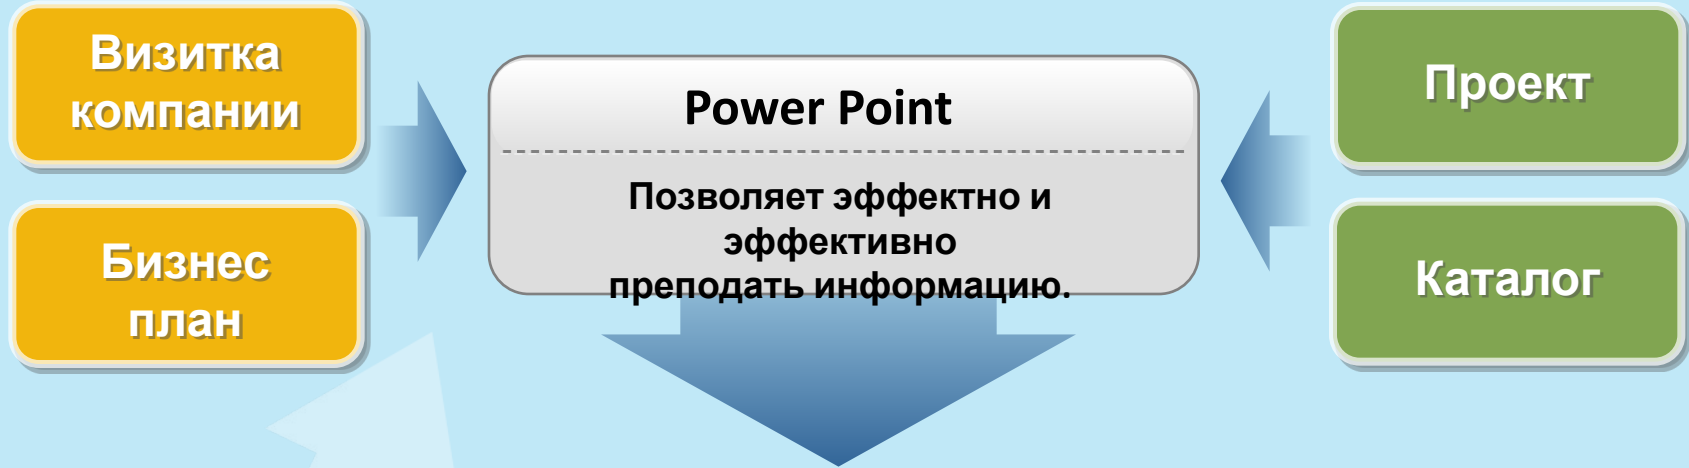 Визитка
компании
Бизнес
план
Power Point
Позволяет эффектно и
эффективно
преподать информацию.
Проект
Каталог